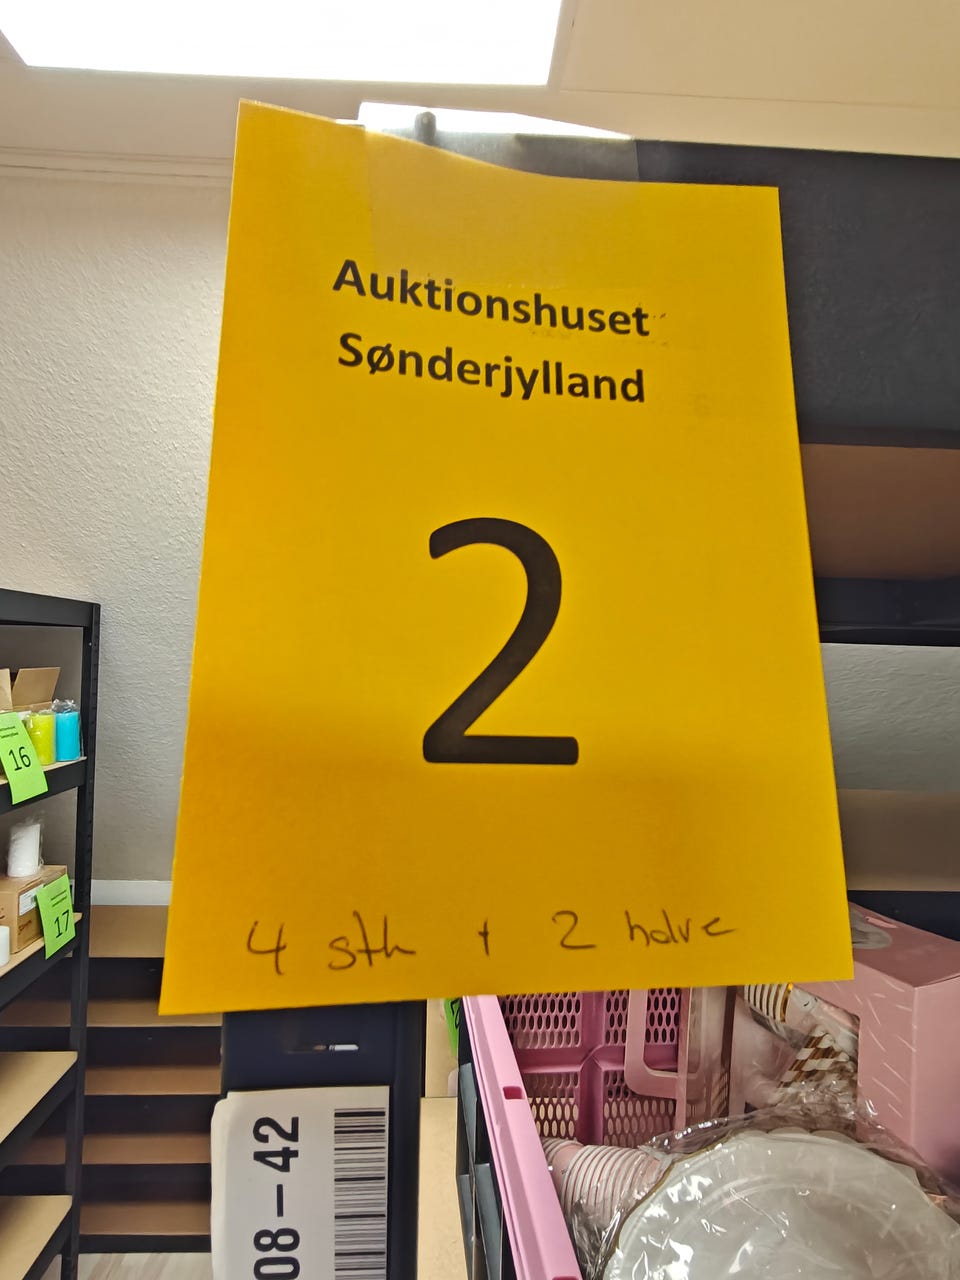 Auktionshuset
Sønderjylland
2
4 stk + 2 halve
16
17
08-42